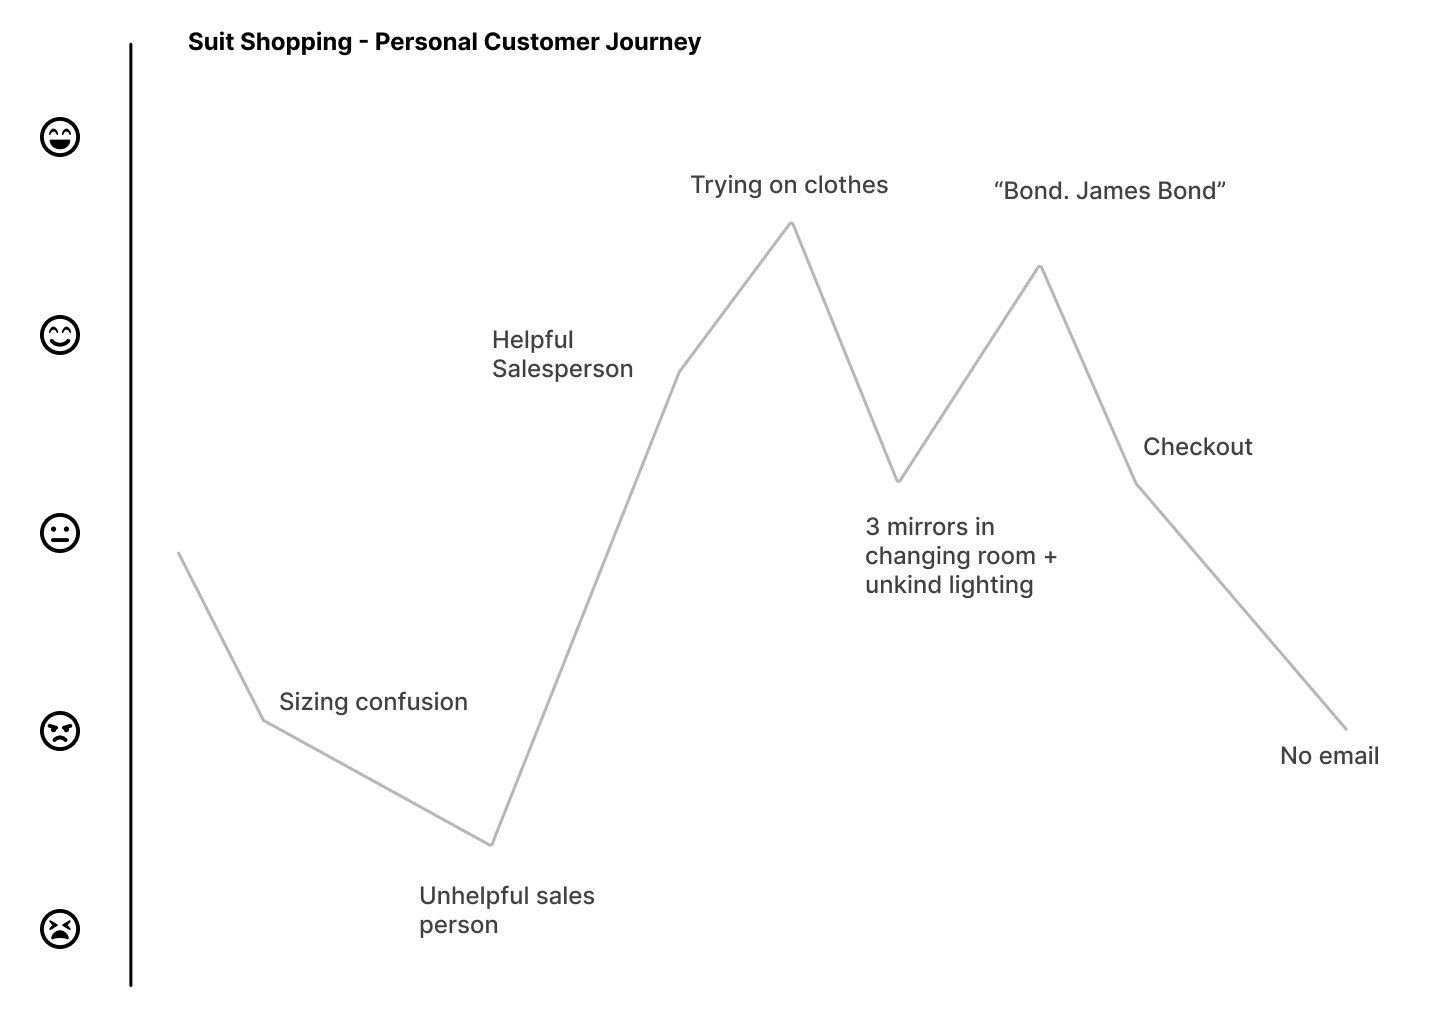 Suit Shopping - Personal Customer Journey
Trying on clothes
“Bond. James Bond”
Helpful
Salesperson
Checkout
3 mirrors in
changing room +
unkind lighting
Sizing confusion
No email
Unhelpful sales
person